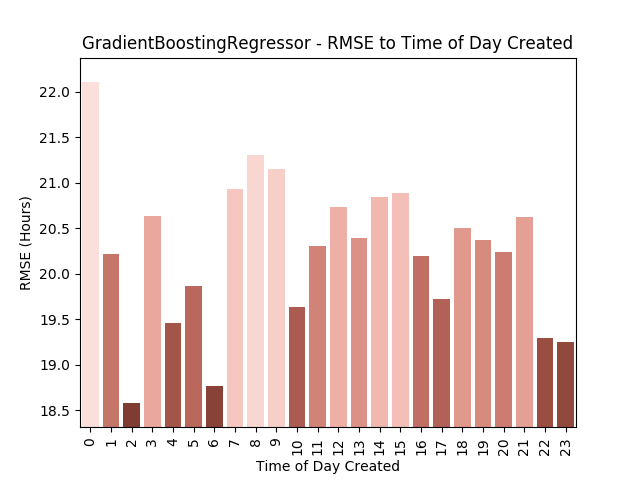 GradientBoostingRegressor - RMSE to Time of Day Created
22.0
21.5
21.0
20.5
20.0
19.5
19.0
18.5
RMSE (Hours)
0 1 2 3 4 5 6 7 8 9 10 11 12 13 14 15 16 17 18 19 20 21 22 23
Time of Day Created